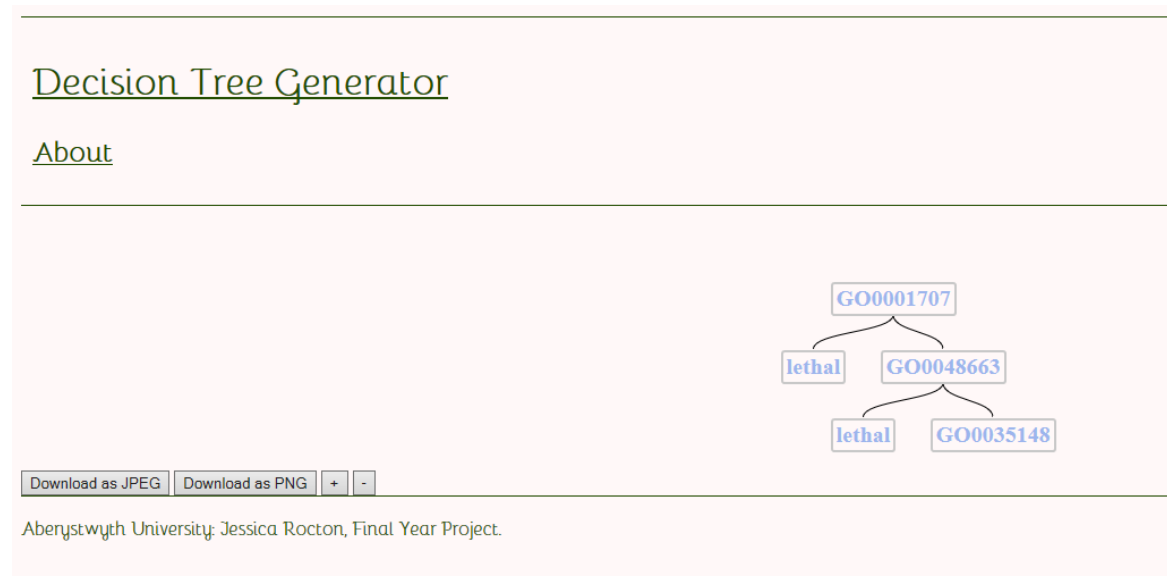 Decision Tree Generator
About
GO0001707
lethal GO0048663
lethal GO0035148
Download as JPEG Download as PNG + -
Aberystwyth University: Jessica Rocton, Final Year Project.